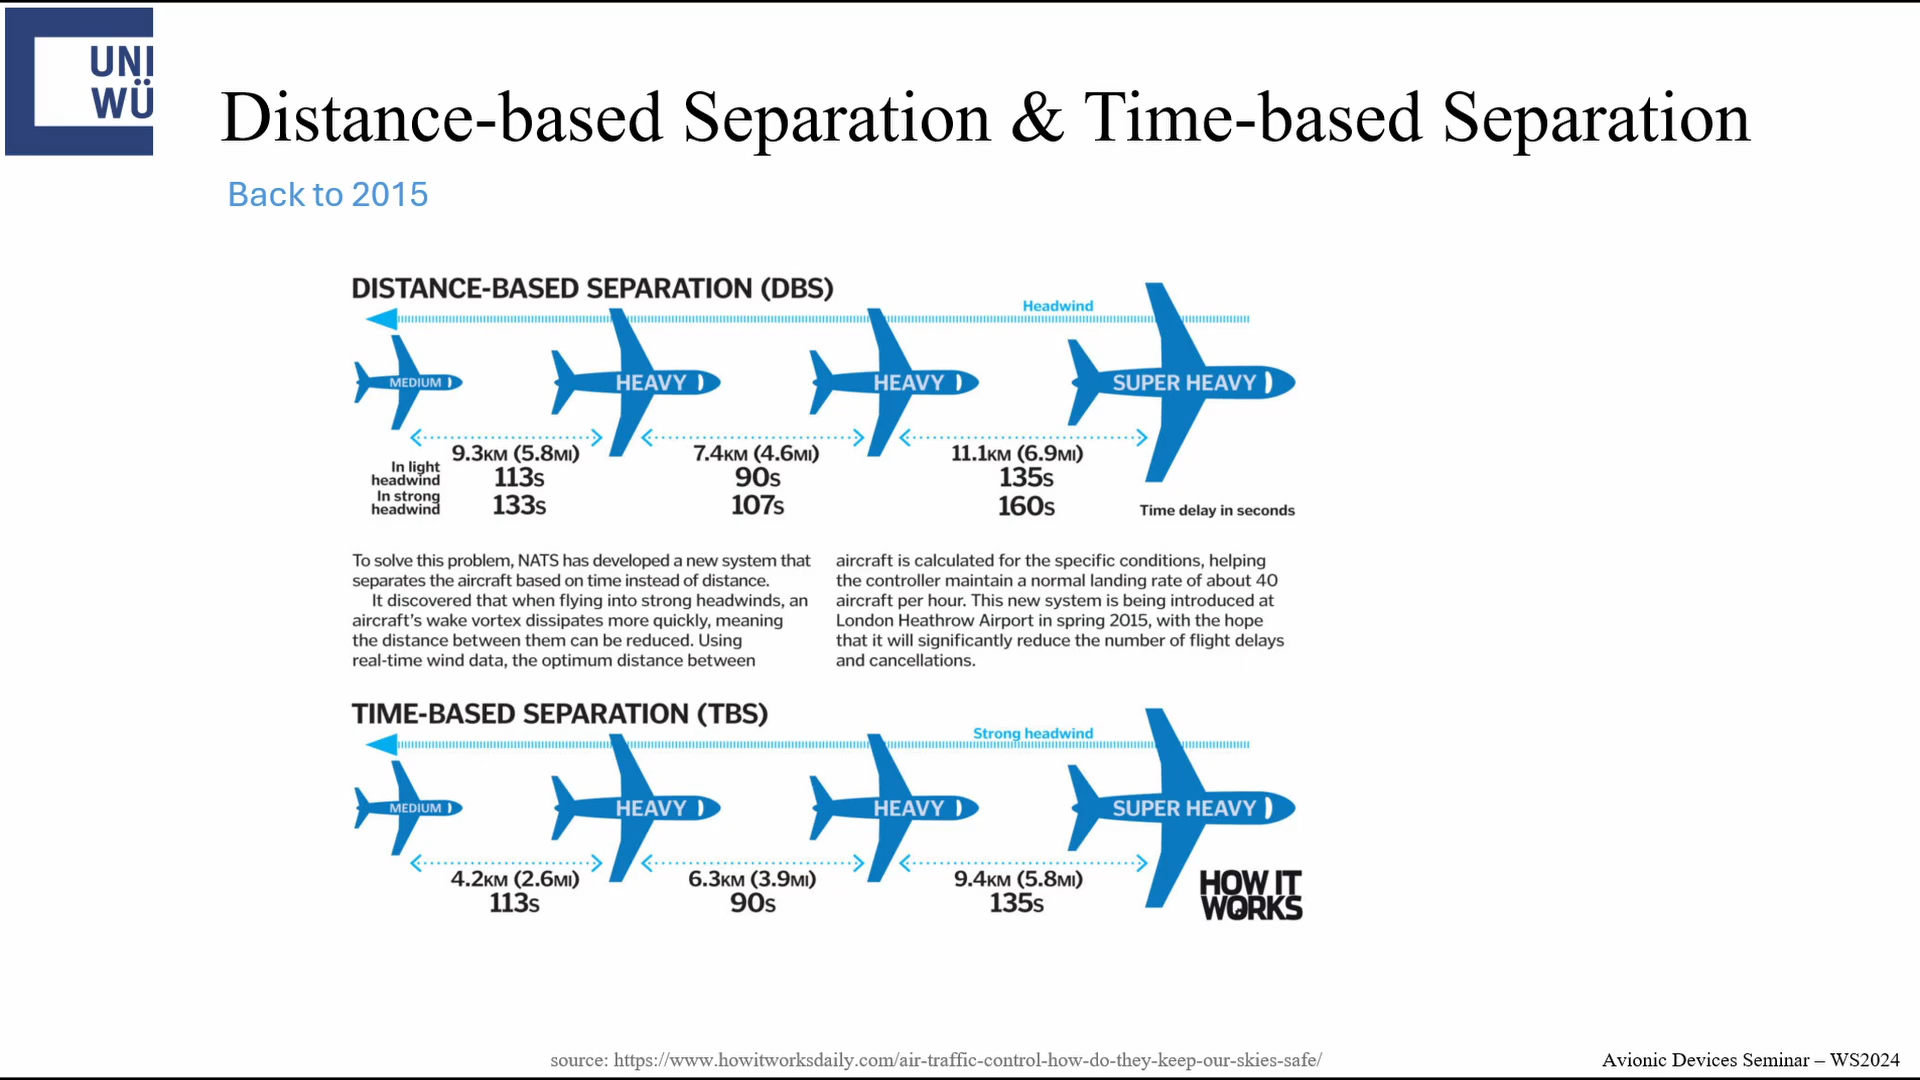 UNI
WÜ
Distance-based Separation & Time-based Separation
Back to 2015
DISTANCE-BASED SEPARATION (DBS)
Headwind
MEDIUM
HEAVY
HEAVY
SUPER HEAVY
9.3KM (5.8MI)
7.4KM (4.6MI)
11.1KM (6.9MI)
In light
headwind
113S
90S
135S
In strong
headwind
133S
107S
160S
Time delay in seconds
To solve this problem, NATS has developed a new system that
separates the aircraft based on time instead of distance.
It discovered that when flying into strong headwinds, an
aircraft's wake vortex dissipates more quickly, meaning
the distance between them can be reduced. Using
real-time wind data, the optimum distance between
aircraft is calculated for the specific conditions, helping
the controller maintain a normal landing rate of about 40
aircraft per hour. This new system is being introduced at
London Heathrow Airport in spring 2015, with the hope
that it will significantly reduce the number of flight delays
and cancellations.
TIME-BASED SEPARATION (TBS)
Strong headwind
MEDIUM
HEAVY
HEAVY
SUPER HEAVY
4.2KM (2.6MI)
6.3KM (3.9MI)
9.4KM (5.8MI)
113S
90S
135S
HOW IT
WORKS
source: https://www.howitworksdaily.com/air-traffic-control-how-do-they-keep-our-skies-safe/
Avionic Devices Seminar – WS2024